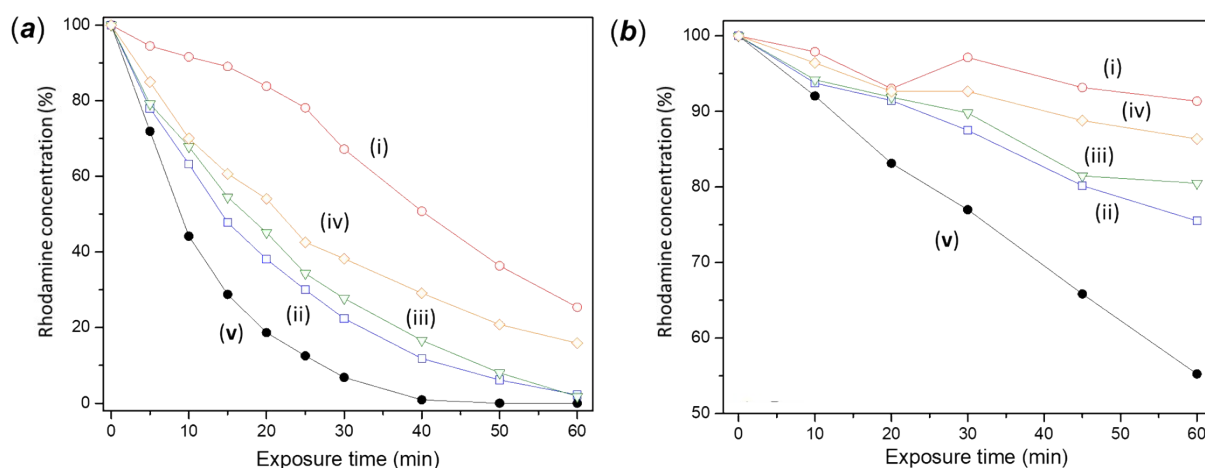 (a)
Rhodamine concentration (%)
100
80
60
40
20
0
(i)
(iv)
(iii)
(ii)
(v)
0 10 20 30 40 50 60
Exposure time (min)
(b)
Rhodamine concentration (%)
100
90
80
70
60
50
(i)
(iv)
(iii)
(ii)
(v)
0 10 20 30 40 50 60
Exposure time (min)